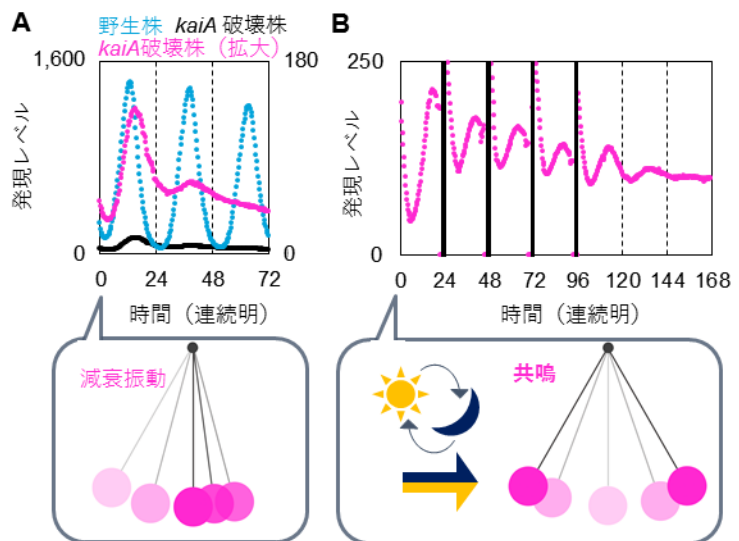 A
野生株 kaiA 破壊株
kaiA破壊株（拡大）
1,600
180
発現レベル
0
0
0 24 48 72
時間（連続明）
減衰振動
B
250
発現レベル
0
0 24 48 72 96 120 144 168
時間（連続明）
共鳴